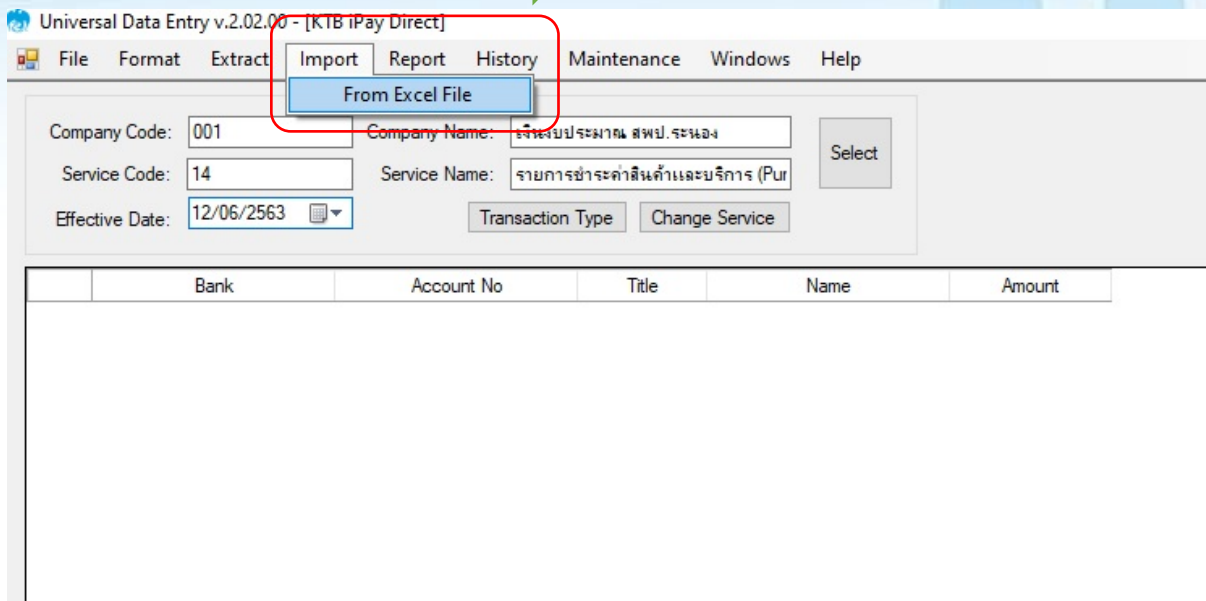 Universal Data Entry v.2.02.00 - [KTB iPay Direct]
File Format Extract Import Report History Maintenance Windows Help
From Excel File
Company Code: 001 Company Name: เงินงบประมาณ สพป.ระนอง
Select
Service Code: 14 Service Name: รายการชำระค่าสินค้าและบริการ (Pur
Effective Date: 12/06/2563 Transaction Type Change Service
Bank Account No Title Name Amount